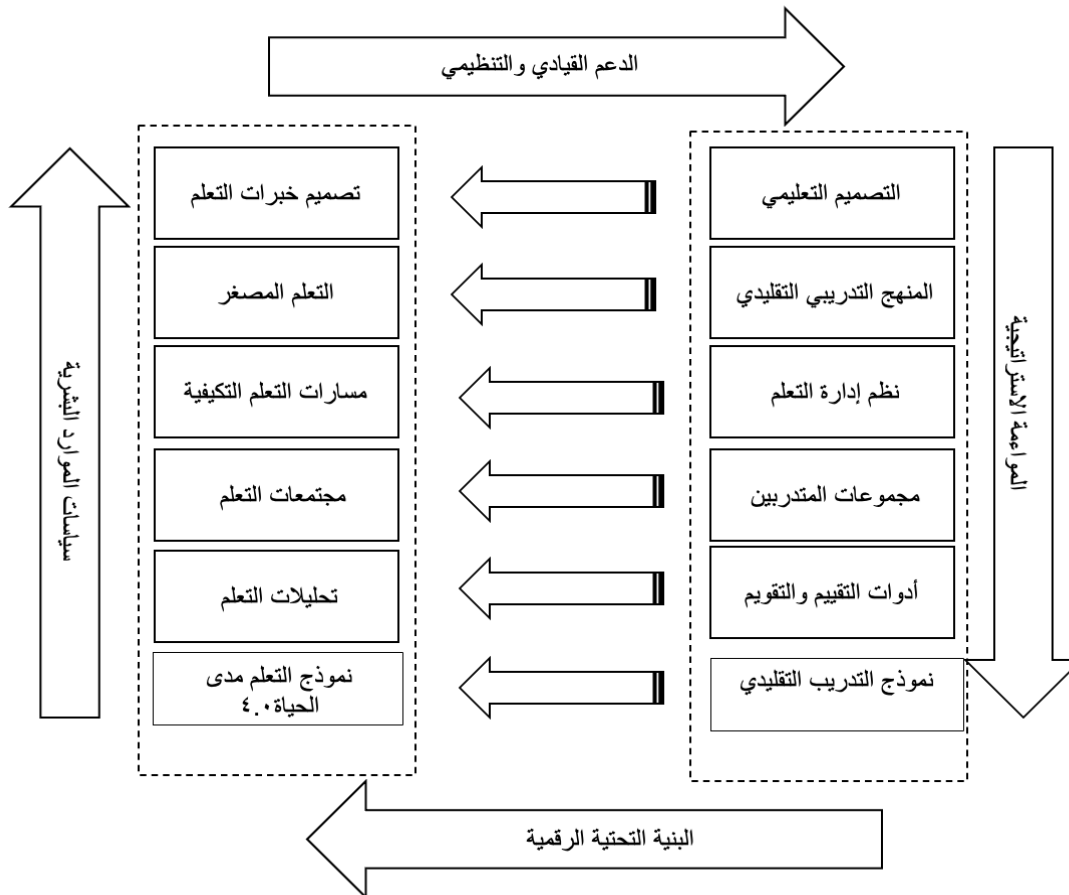 الدعم القيادي والتنظيمي
التصميم التعليمي
تصميم خبرات التعلم
المنهج التدريبي التقليدي
التعلم المصغر
نظم إدارة التعلم
مسارات التعلم التكيفية
مجموعات المتدربين
مجتمعات التعلم
أدوات التقييم والتقويم
تحليلات التعلم
نموذج التدريب التقليدي
نموذج التعلم مدى
الحياة٤.٠
المواءمة الاستراتيجية
سياسات الموارد البشرية
البنية التحتية الرقمية